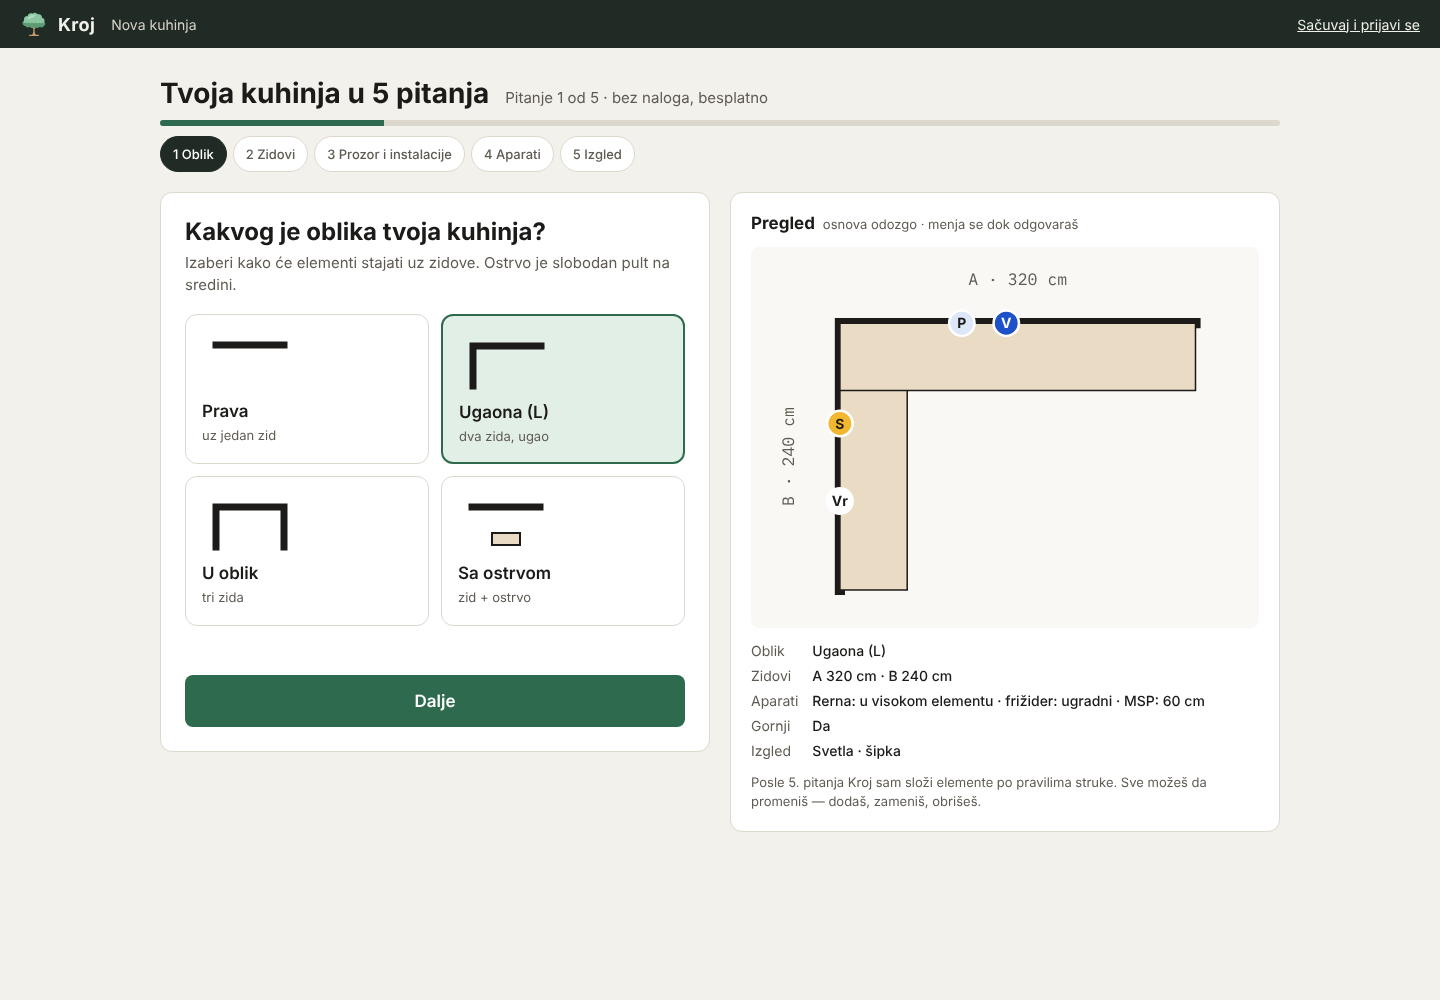 Kroj Nova kuhinja Sačuvaj i prijavi se
Tvoja kuhinja u 5 pitanja Pitanje 1 od 5 · bez naloga, besplatno
1 Oblik 2 Zidovi 3 Prozor i instalacije 4 Aparati 5 Izgled
Kakvog je oblika tvoja kuhinja?
Izaberi kako će elementi stajati uz zidove. Ostrvo je slobodan pult na
sredini.
Prava
uz jedan zid
Ugaona (L)
dva zida, ugao
U oblik
tri zida
Sa ostrvom
zid + ostrvo
Dalje
Pregled osnova odozgo · menja se dok odgovaraš
A · 320 cm
P V
S
B · 240 cm
Vr
Oblik Ugaona (L)
Zidovi A 320 cm · B 240 cm
Aparati Rerna: u visokom elementu · frižider: ugradni · MSP: 60 cm
Gornji Da
Izgled Svetla · šipka
Posle 5. pitanja Kroj sam složi elemente po pravilima struke. Sve možeš da
promeniš — dodaš, zameniš, obrišeš.